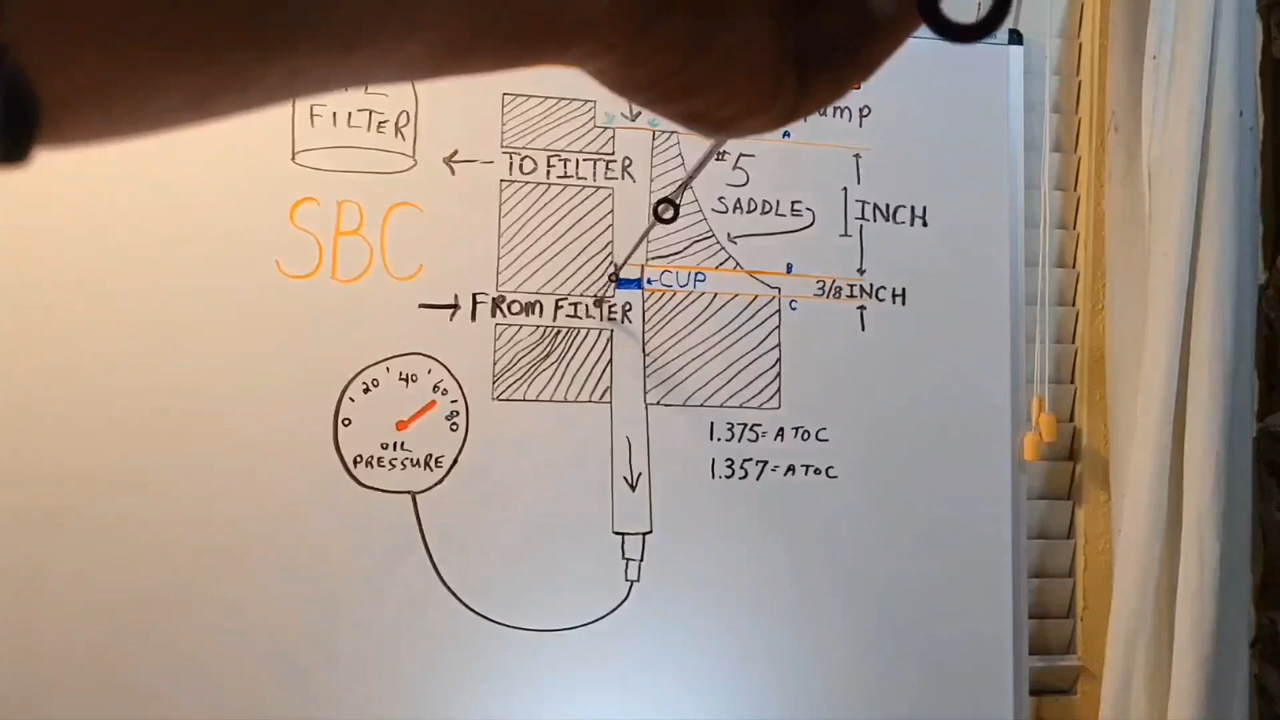 FILTER
← TO FILTER
#5
SADDLE
1 INCH
A
SBC
B
← CUP
3/8 INCH
C
→ FROM FILTER
0 20 40 60 80
OIL
PRESSURE
1.375 = A TO C
1.357 = A TO C